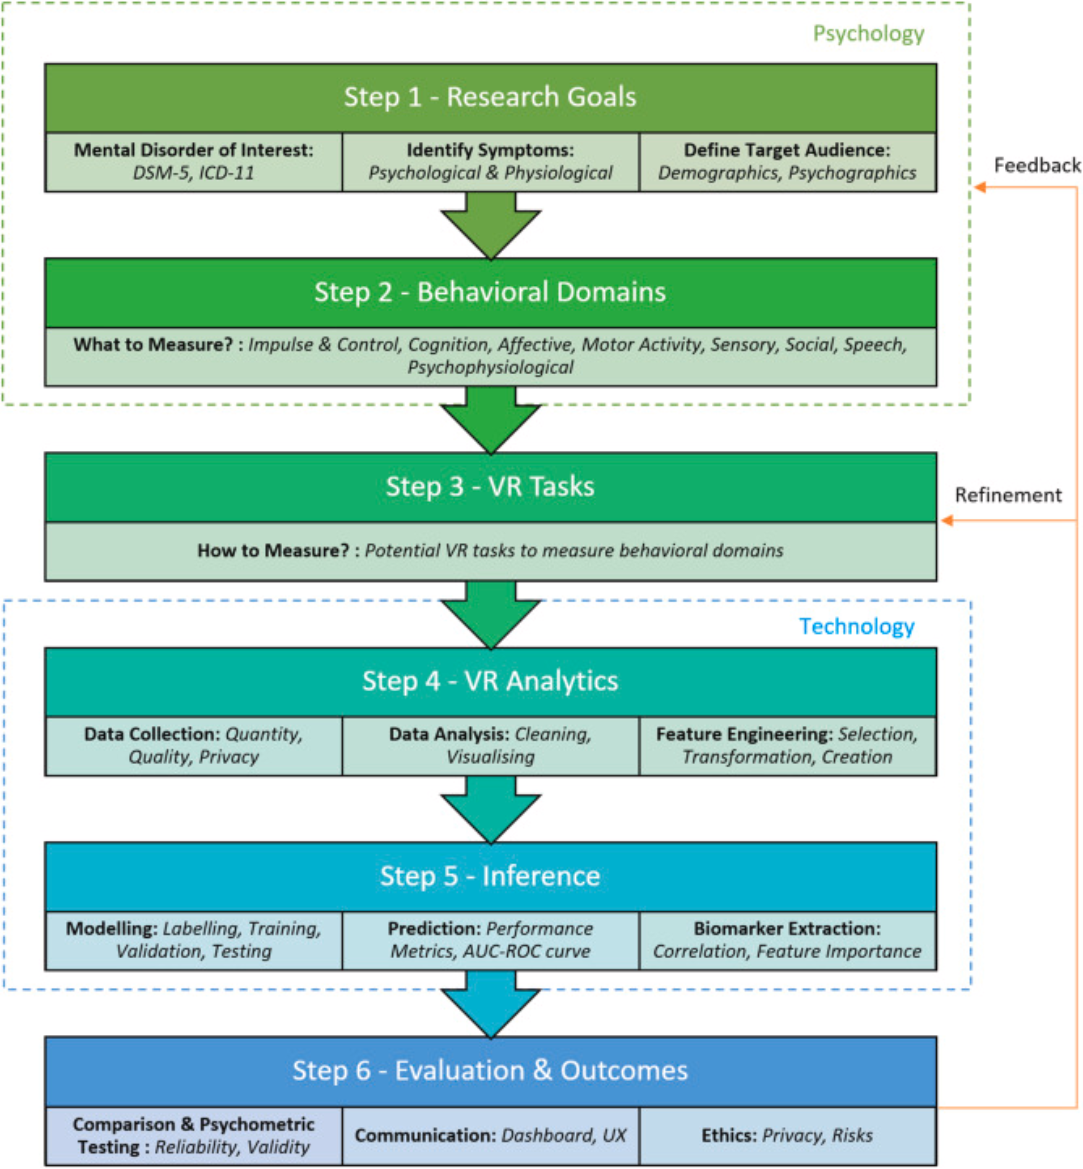 Psychology
Step 1 - Research Goals
Mental Disorder of Interest:
DSM-5, ICD-11
Identify Symptoms:
Psychological & Physiological
Define Target Audience:
Demographics, Psychographics
Feedback
Step 2 - Behavioral Domains
What to Measure? : Impulse & Control, Cognition, Affective, Motor Activity, Sensory, Social, Speech,
Psychophysiological
Step 3 - VR Tasks
Refinement
How to Measure? : Potential VR tasks to measure behavioral domains
Technology
Step 4 - VR Analytics
Data Collection: Quantity,
Quality, Privacy
Data Analysis: Cleaning,
Visualising
Feature Engineering: Selection,
Transformation, Creation
Step 5 - Inference
Modelling: Labelling, Training,
Validation, Testing
Prediction: Performance
Metrics, AUC-ROC curve
Biomarker Extraction:
Correlation, Feature Importance
Step 6 - Evaluation & Outcomes
Comparison & Psychometric
Testing : Reliability, Validity
Communication: Dashboard, UX
Ethics: Privacy, Risks